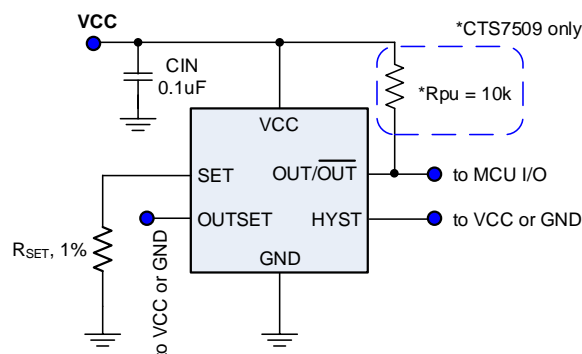 VCC
*CTS7509 only
CIN
0.1uF
*Rpu = 10k
VCC
SET
OUT/OUT
to MCU I/O
OUTSET
HYST
to VCC or GND
RSET, 1%
GND
to VCC or GND